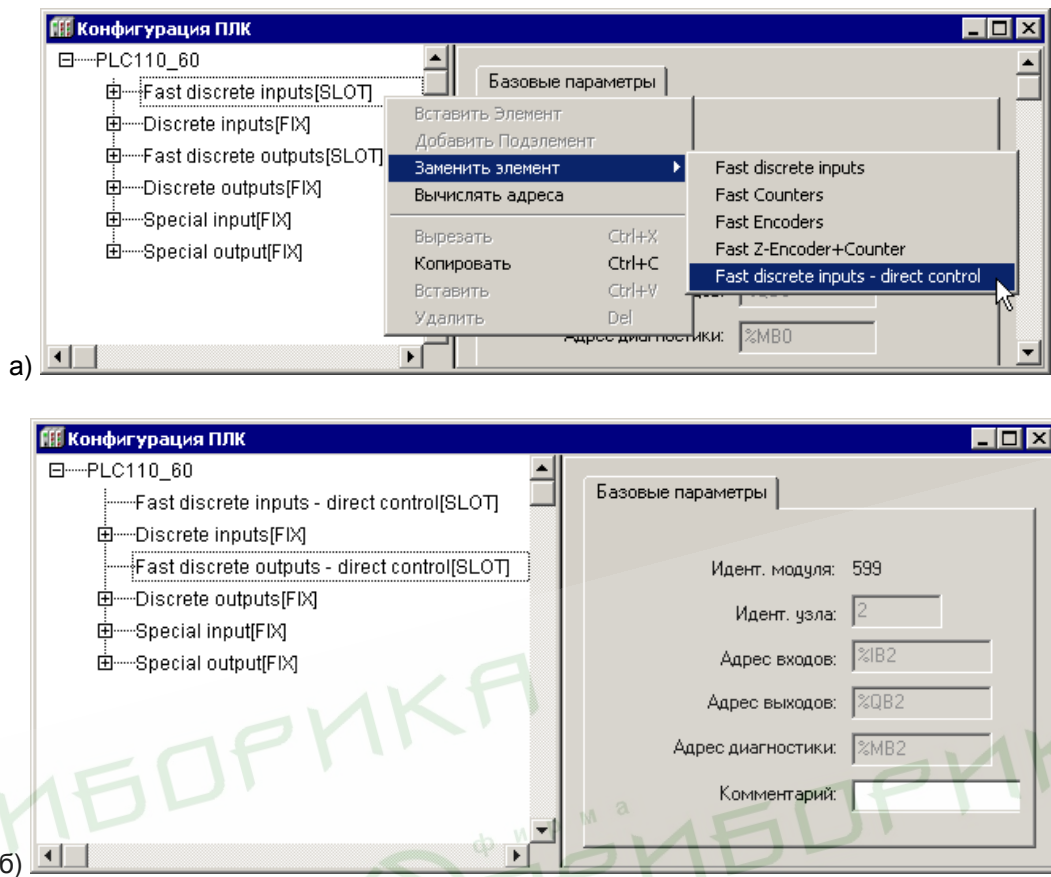 Конфигурация ПЛК
PLC110_60
Fast discrete inputs[SLOT]
Discrete inputs[FIX]
Fast discrete outputs[SLOT]
Discrete outputs[FIX]
Special input[FIX]
Special output[FIX]
Базовые параметры
Вставить Элемент
Добавить Подэлемент
Заменить элемент
Вычислять адреса
Вырезать Ctrl+X
Копировать Ctrl+C
Вставить Ctrl+V
Удалить Del
Fast discrete inputs
Fast Counters
Fast Encoders
Fast Z-Encoder+Counter
Fast discrete inputs - direct control
Адрес диагностики: %MB0
а)
Конфигурация ПЛК
PLC110_60
Fast discrete inputs - direct control[SLOT]
Discrete inputs[FIX]
Fast discrete outputs - direct control[SLOT]
Discrete outputs[FIX]
Special input[FIX]
Special output[FIX]
Базовые параметры
Идент. модуля: 599
Идент. узла: 2
Адрес входов: %IB2
Адрес выходов: %QB2
Адрес диагностики: %MB2
Комментарий:
б)
фирма
ПРИБОРИКА